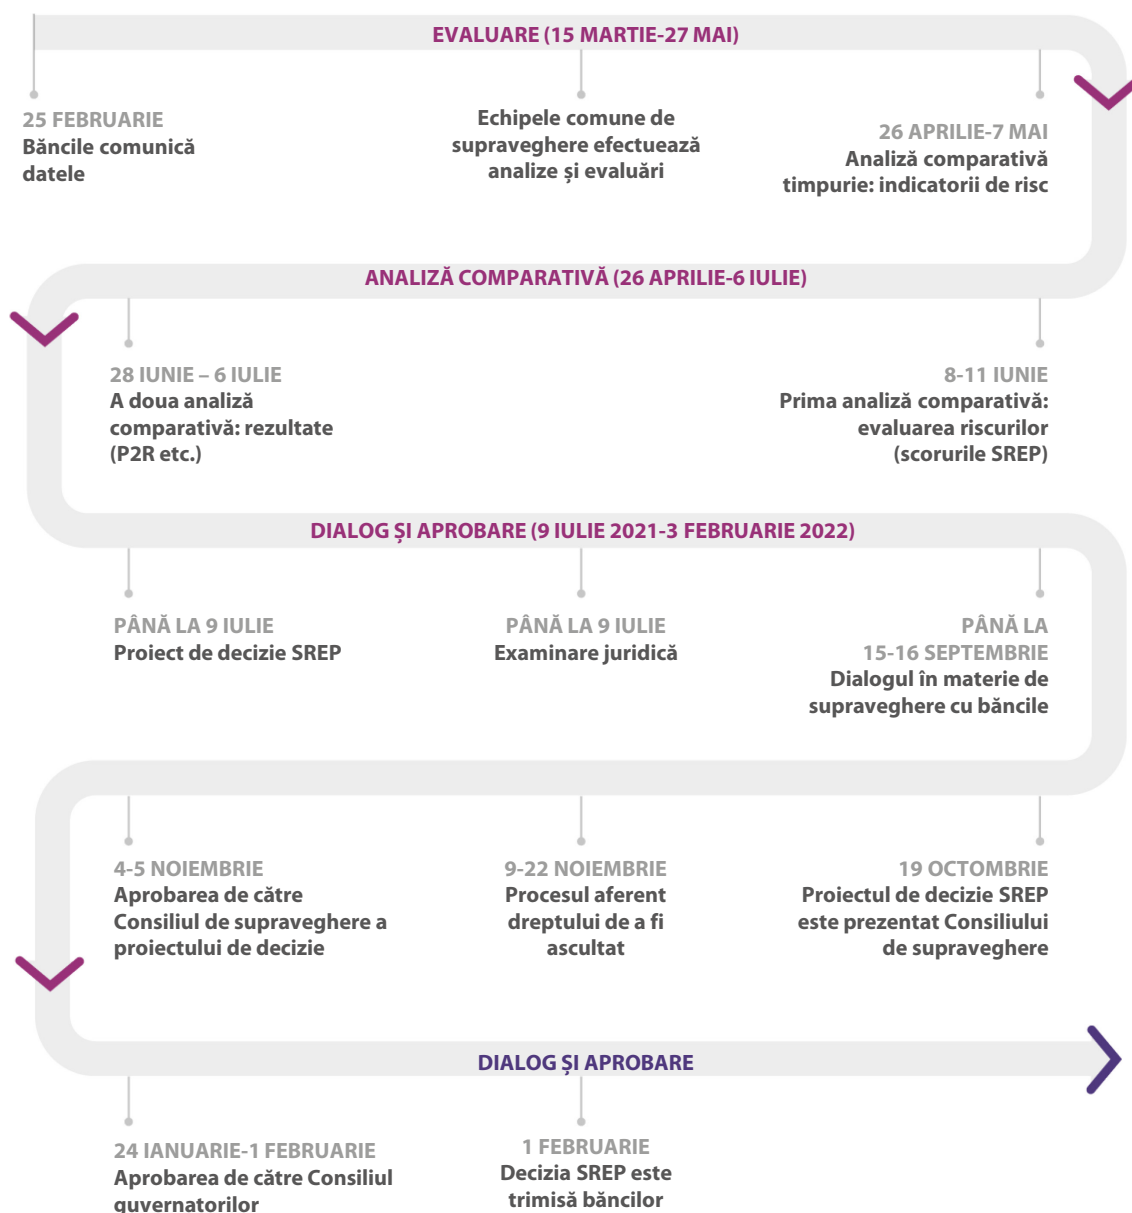 EVALUARE (15 MARTIE-27 MAI)
25 FEBRUARIE
Băncile comunică
datele
Echipele comune de
supraveghere efectuează
analize și evaluări
26 APRILIE-7 MAI
Analiză comparativă
timpurie: indicatorii de risc
ANALIZĂ COMPARATIVĂ (26 APRILIE-6 IULIE)
28 IUNIE – 6 IULIE
A doua analiză
comparativă: rezultate
(P2R etc.)
8-11 IUNIE
Prima analiză comparativă:
evaluarea riscurilor
(scorurile SREP)
DIALOG ȘI APROBARE (9 IULIE 2021-3 FEBRUARIE 2022)
PÂNĂ LA 9 IULIE
Proiect de decizie SREP
PÂNĂ LA 9 IULIE
Examinare juridică
PÂNĂ LA
15-16 SEPTEMBRIE
Dialogul în materie de
supraveghere cu băncile
4-5 NOIEMBRIE
Aprobarea de către
Consiliul de supraveghere a
proiectului de decizie
9-22 NOIEMBRIE
Procesul aferent
dreptului de a fi
ascultat
19 OCTOMBRIE
Proiectul de decizie SREP
este prezentat Consiliului
de supraveghere
DIALOG ȘI APROBARE
24 IANUARIE-1 FEBRUARIE
Aprobarea de către Consiliul
guvernatorilor
1 FEBRUARIE
Decizia SREP este
trimisă băncilor